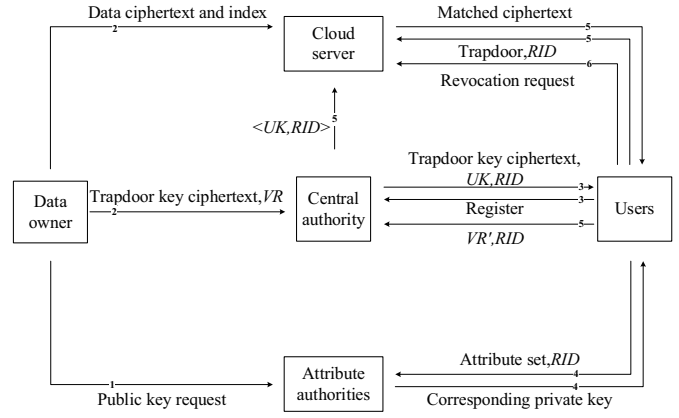 Data ciphertext and index
2
Cloud
server
Matched ciphertext
5
5
Trapdoor,RID
6
Revocation request
5
<UK,RID>
Data
owner
Trapdoor key ciphertext,VR
2
Central
authority
Trapdoor key ciphertext,
UK,RID
3
3
Register
5
VR',RID
Users
1
Public key request
Attribute
authorities
Attribute set,RID
4
4
Corresponding private key